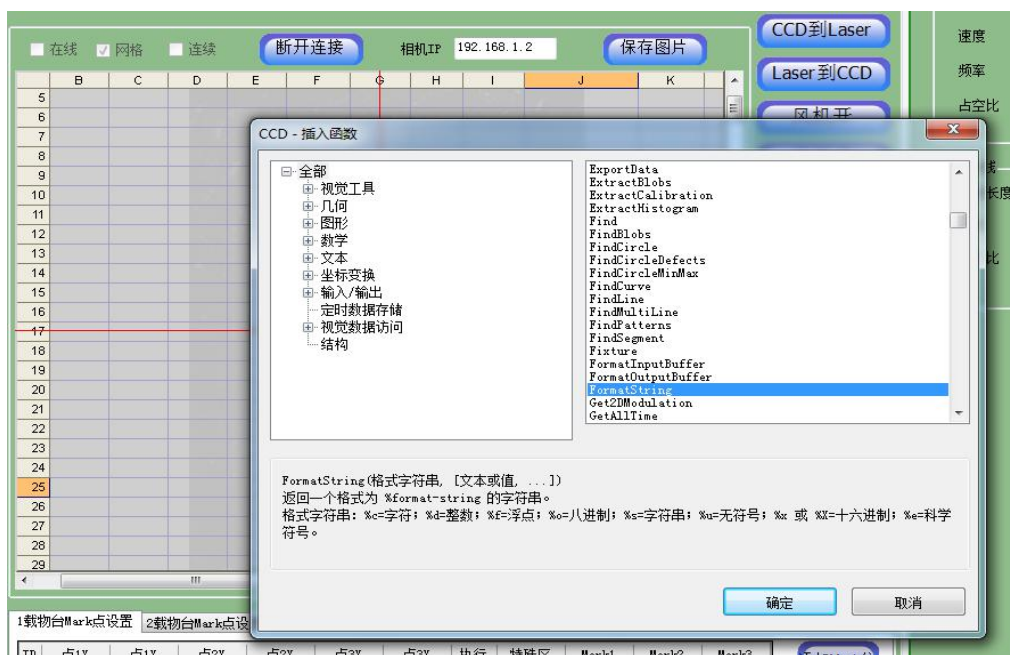 在线 网格 连续 断开连接 相机IP 192.168.1.2 保存图片
CCD到Laser
Laser到CCD
风机开
速度
频率
占空比
B C D E F G H I J K
5
6
7
8
9
10
11
12
13
14
15
16
17
18
19
20
21
22
23
24
25
26
27
28
29
CCD - 插入函数
全部
视觉工具
几何
图形
数学
文本
坐标变换
输入/输出
定时数据存储
视觉数据访问
结构
ExportData
ExtractBlobs
ExtractCalibration
ExtractHistogram
Find
FindBlobs
FindCircle
FindCircleDefects
FindCircleMinMax
FindCurve
FindLine
FindMultiLine
FindPatterns
FindSegment
Fixture
FormatInputBuffer
FormatOutputBuffer
FormatString
Get2DModulation
GetAllTime
FormatString(格式字符串, [文本或值, ...])
返回一个格式为 %format-string 的字符串。
格式字符串: %c=字符; %d=整数; %f=浮点; %o=八进制; %s=字符串; %u=无符号; %x 或 %X=十六进制; %e=科学
符号。
确定 取消
长度
比
1载物台Mark点设置 2载物台Mark点设